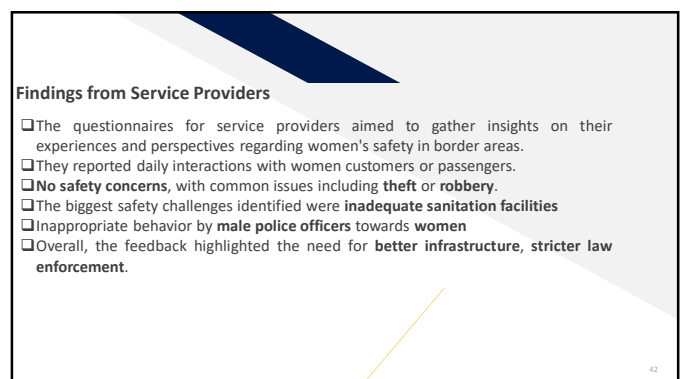 Findings from Service Providers
❑The questionnaires for service providers aimed to gather insights on their
experiences and perspectives regarding women's safety in border areas.
❑They reported daily interactions with women customers or passengers.
❑No safety concerns, with common issues including theft or robbery.
❑The biggest safety challenges identified were inadequate sanitation facilities
❑Inappropriate behavior by male police officers towards women
❑Overall, the feedback highlighted the need for better infrastructure, stricter law
enforcement.
42